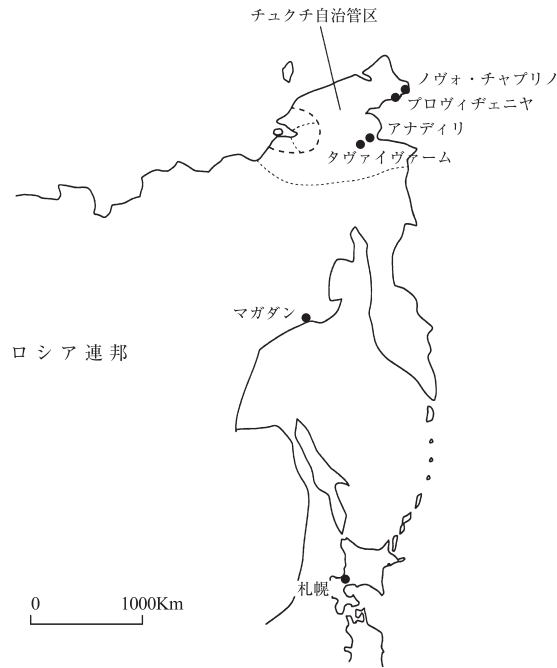 チュクチ自治管区
ノヴォ・チャプリノ
プロヴィヂェニヤ
アナディリ
タヴァイヴァーム
マガダン
ロシア連邦
札幌
0 1000Km